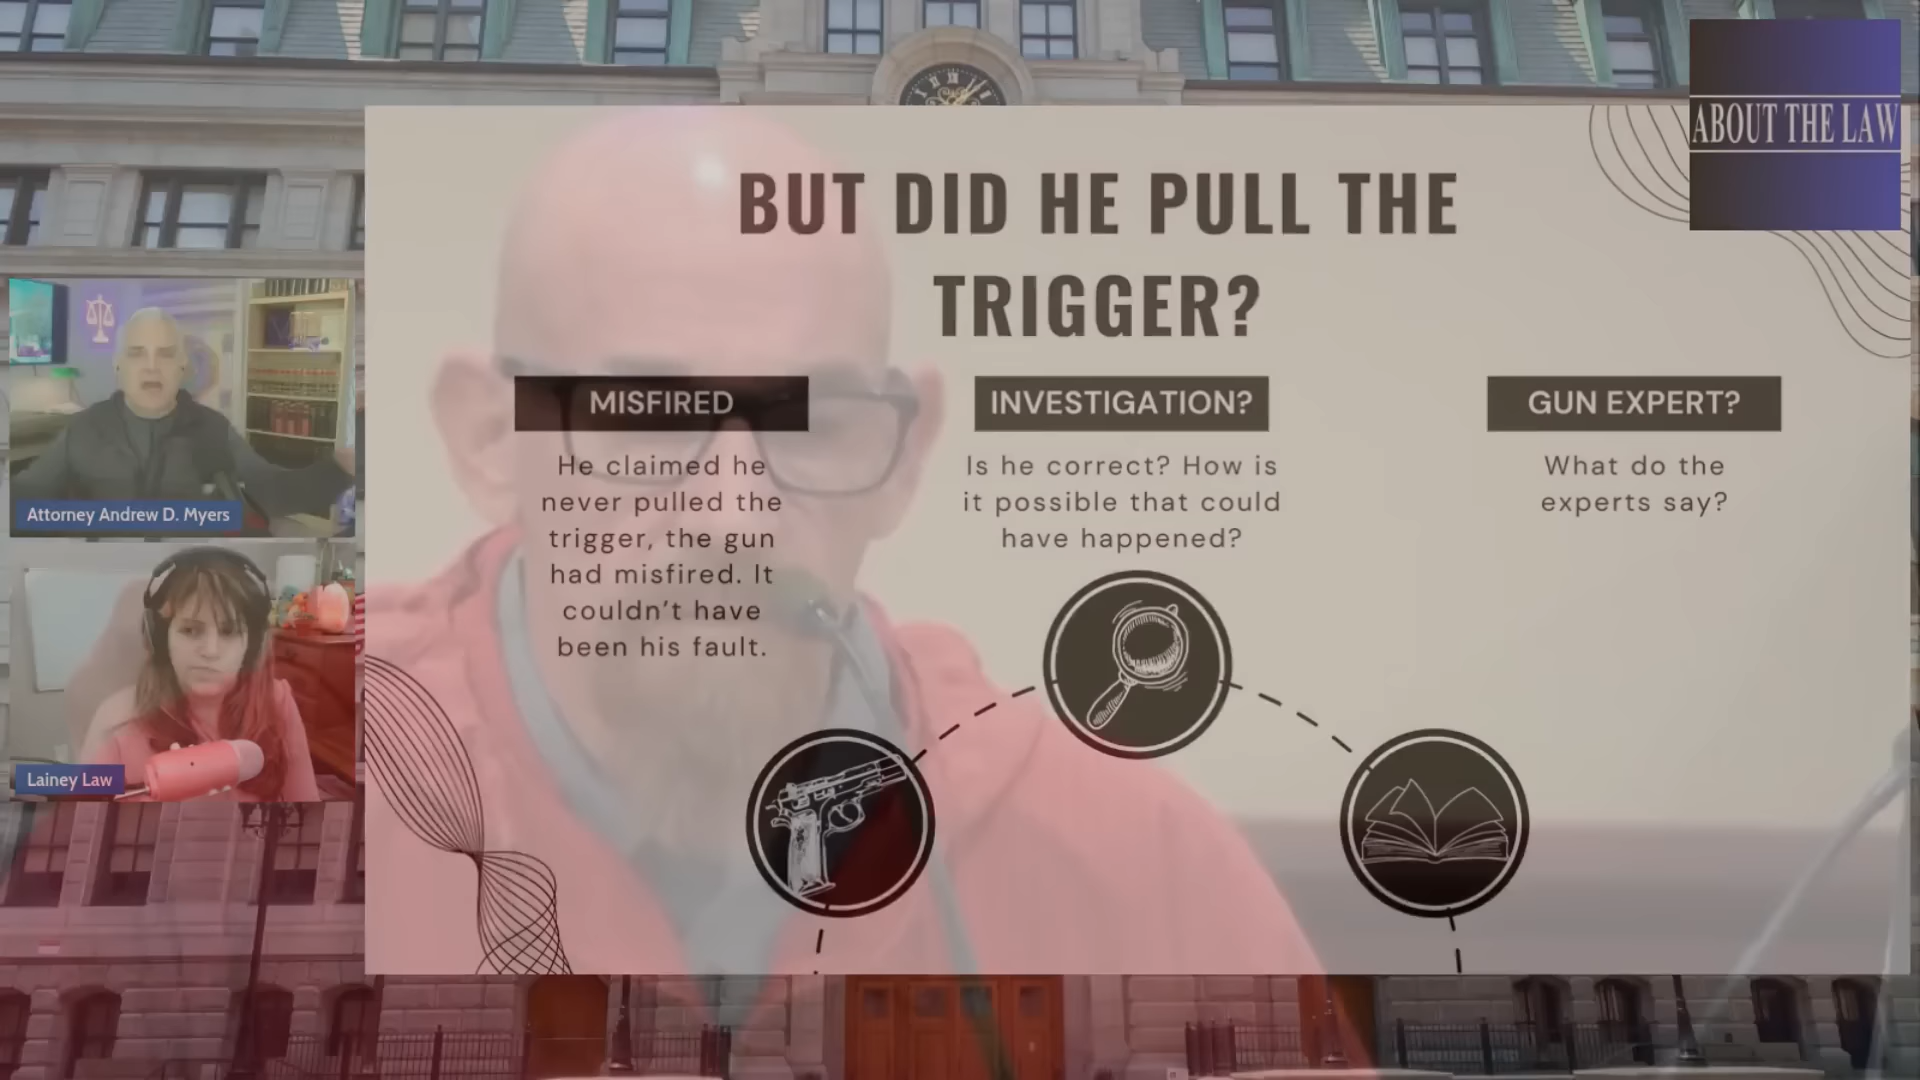 ABOUT THE LAW
BUT DID HE PULL THE
TRIGGER?
MISFIRED
He claimed he
never pulled the
trigger, the gun
had misfired. It
couldn't have
been his fault.
INVESTIGATION?
Is he correct? How is
it possible that could
have happened?
GUN EXPERT?
What do the
experts say?
Attorney Andrew D. Myers
Lainey Law